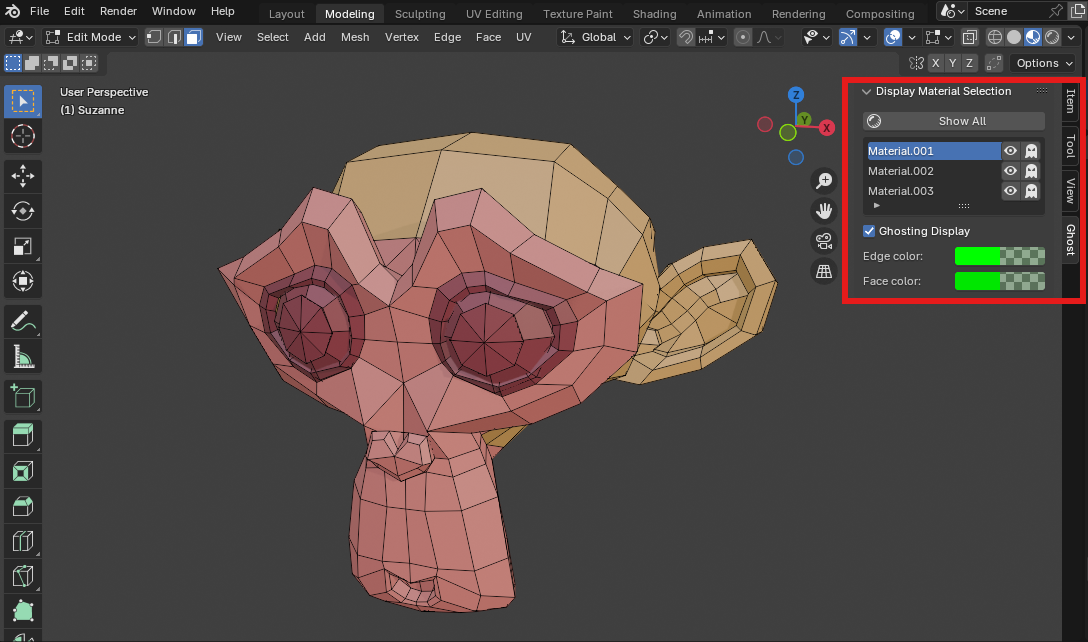 File Edit Render Window Help Layout Modeling Sculpting UV Editing Texture Paint Shading Animation Rendering Compositing Scene
Edit Mode View Select Add Mesh Vertex Edge Face UV Global
X Y Z Options
User Perspective
(1) Suzanne
Z
Y
X
Display Material Selection
Show All
Material.001
Material.002
Material.003
Ghosting Display
Edge color:
Face color:
Item
Tool
View
Ghost